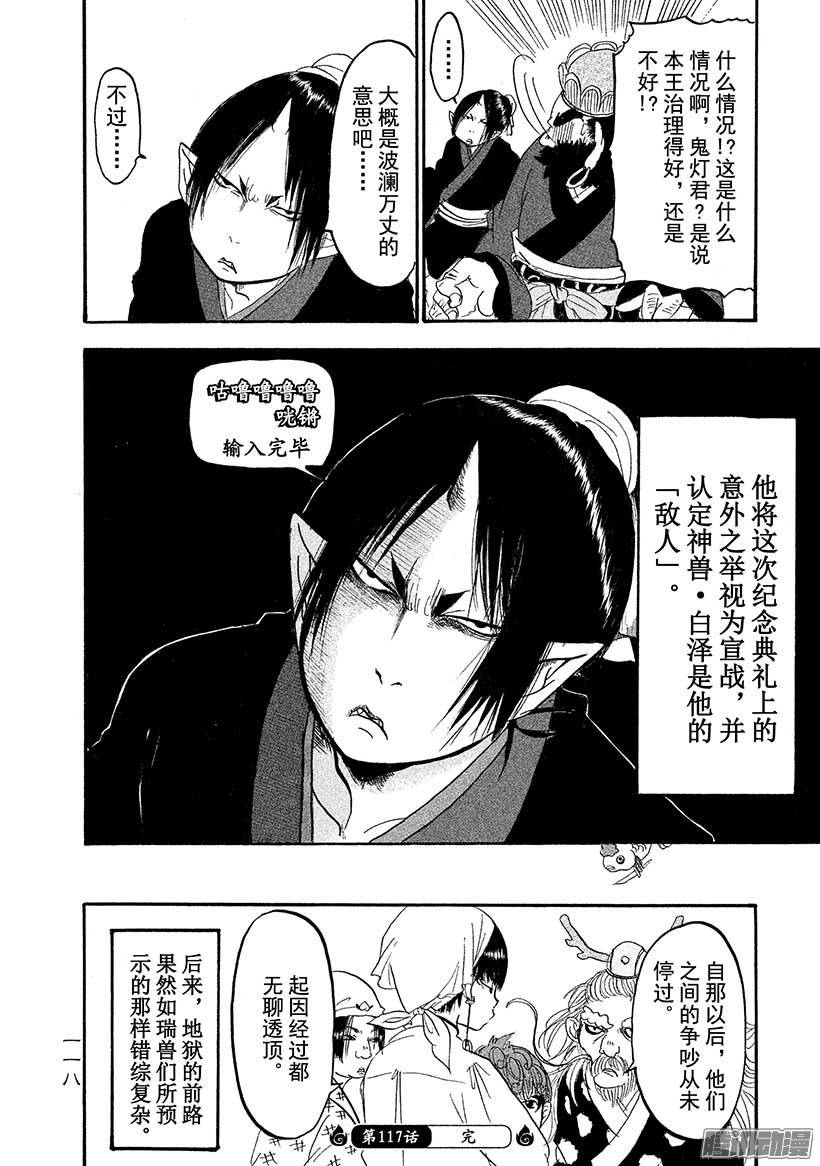 什么情况!?这是什么
情况啊,鬼灯君?是说
本王治理得好,还是
不好!?
……
大概是波澜万丈的
意思吧……
不过……
咕噜噜噜噜
咣锵
输入完毕
他将这次纪念典礼上的
意外之举视为宣战,并
认定神兽·白泽是他的
「敌人」。
自那以后,他们
之间的争吵从未
停过。
起因经过都
无聊透顶。
后来,地狱的前路
果然如瑞兽们所预
示的那样错综复杂。
第117话 完
一一八
腾讯动漫